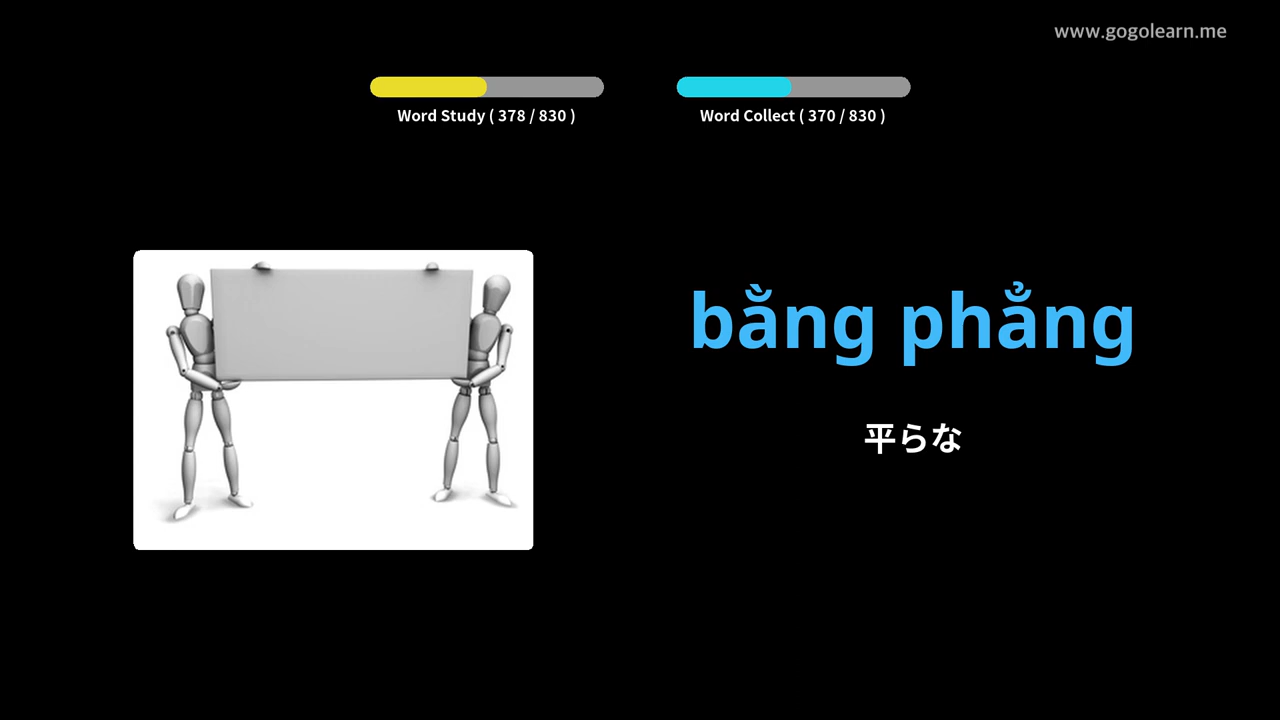 www.gogolearn.me
Word Study ( 378 / 830 )
Word Collect ( 370 / 830 )
bằng phẳng
平らな